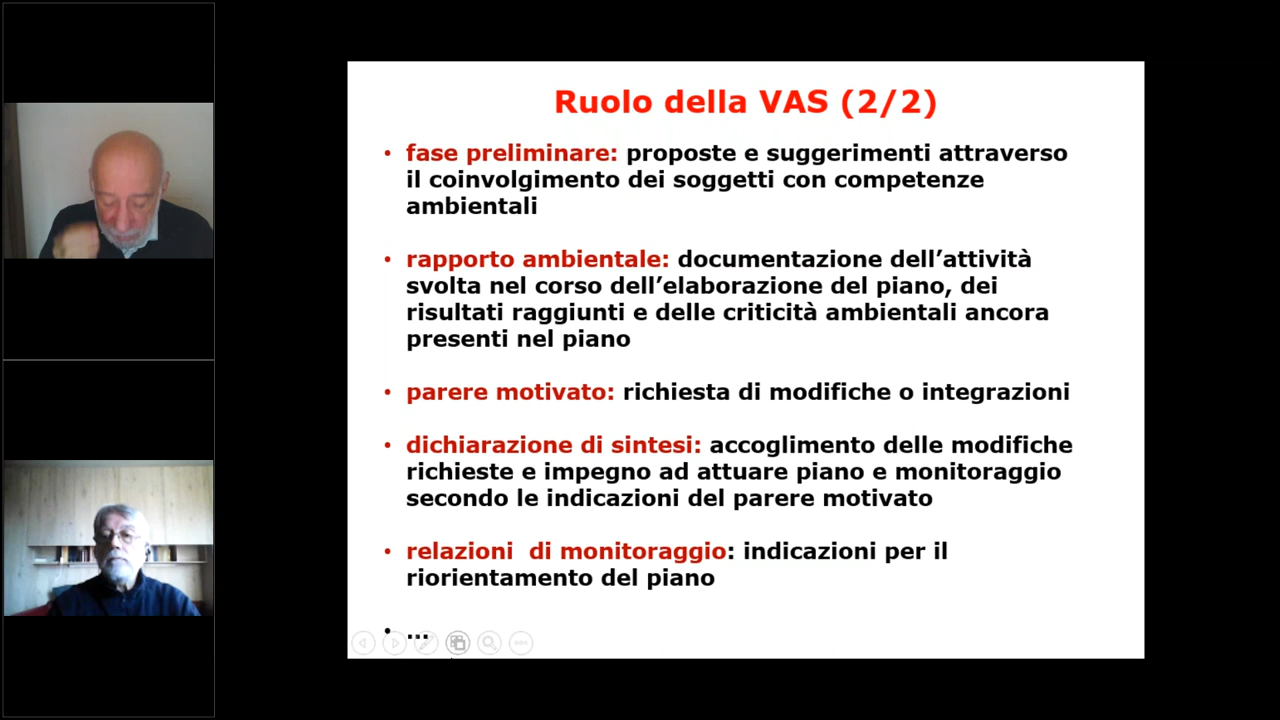 Ruolo della VAS (2/2)
• fase preliminare: proposte e suggerimenti attraverso
il coinvolgimento dei soggetti con competenze
ambientali
• rapporto ambientale: documentazione dell’attività
svolta nel corso dell’elaborazione del piano, dei
risultati raggiunti e delle criticità ambientali ancora
presenti nel piano
• parere motivato: richiesta di modifiche o integrazioni
• dichiarazione di sintesi: accoglimento delle modifiche
richieste e impegno ad attuare piano e monitoraggio
secondo le indicazioni del parere motivato
• relazioni  di monitoraggio: indicazioni per il
riorientamento del piano
• ...